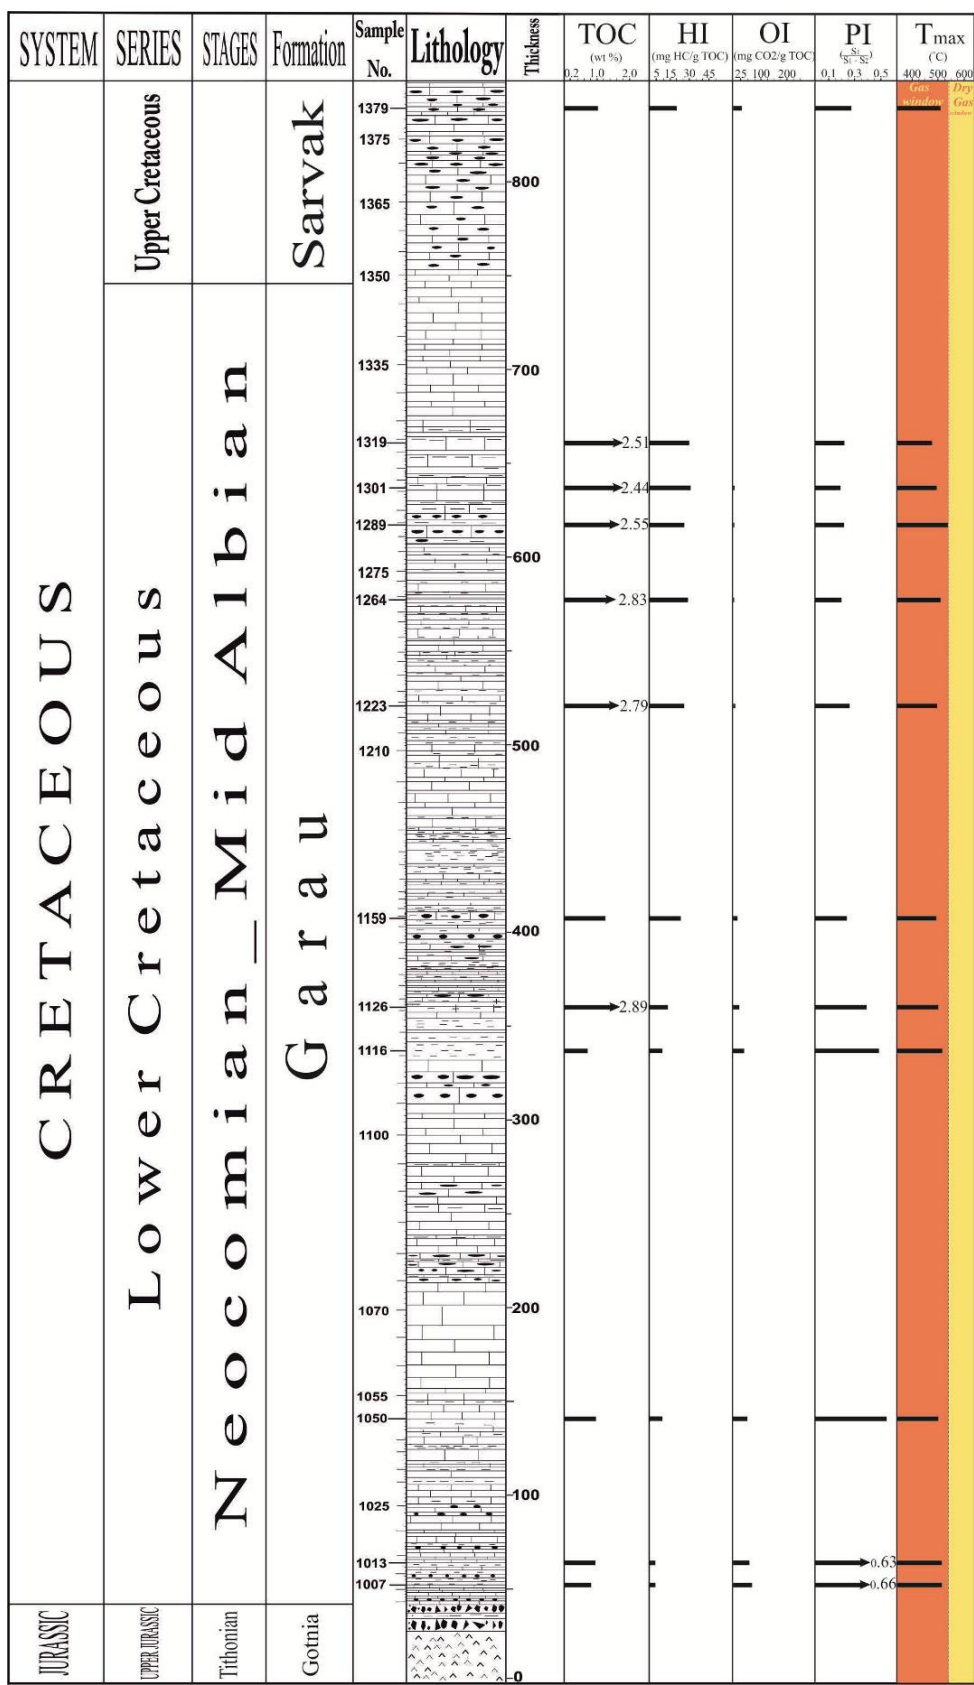 SYSTEM
SERIES
STAGES
Formation
Sample
No.
Lithology
Thickness
TOC
(wt %)
0.2 1.0 2.0
HI
(mg HC/g TOC)
5 15 30 45
OI
(mg CO2/g TOC)
25 100 200
PI
0.1 0.3 0.5
Tmax
(°C)
400 500 600
Gas
window
Dry
Gas
window
CRETACEOUS
JURASSIC
Upper Cretaceous
Lower Cretaceous
UPPER JURASSIC
Neocomian_Mid Albian
Tithonian
Sarvak
Garau
Gotnia
1379
1375
1365
1350
1335
1319
1301
1289
1275
1264
1223
1210
1159
1126
1116
1100
1070
1055
1050
1025
1013
1007
800
700
600
500
400
300
200
100
0
2.51
2.44
2.55
2.83
2.79
2.89
0.63
0.66